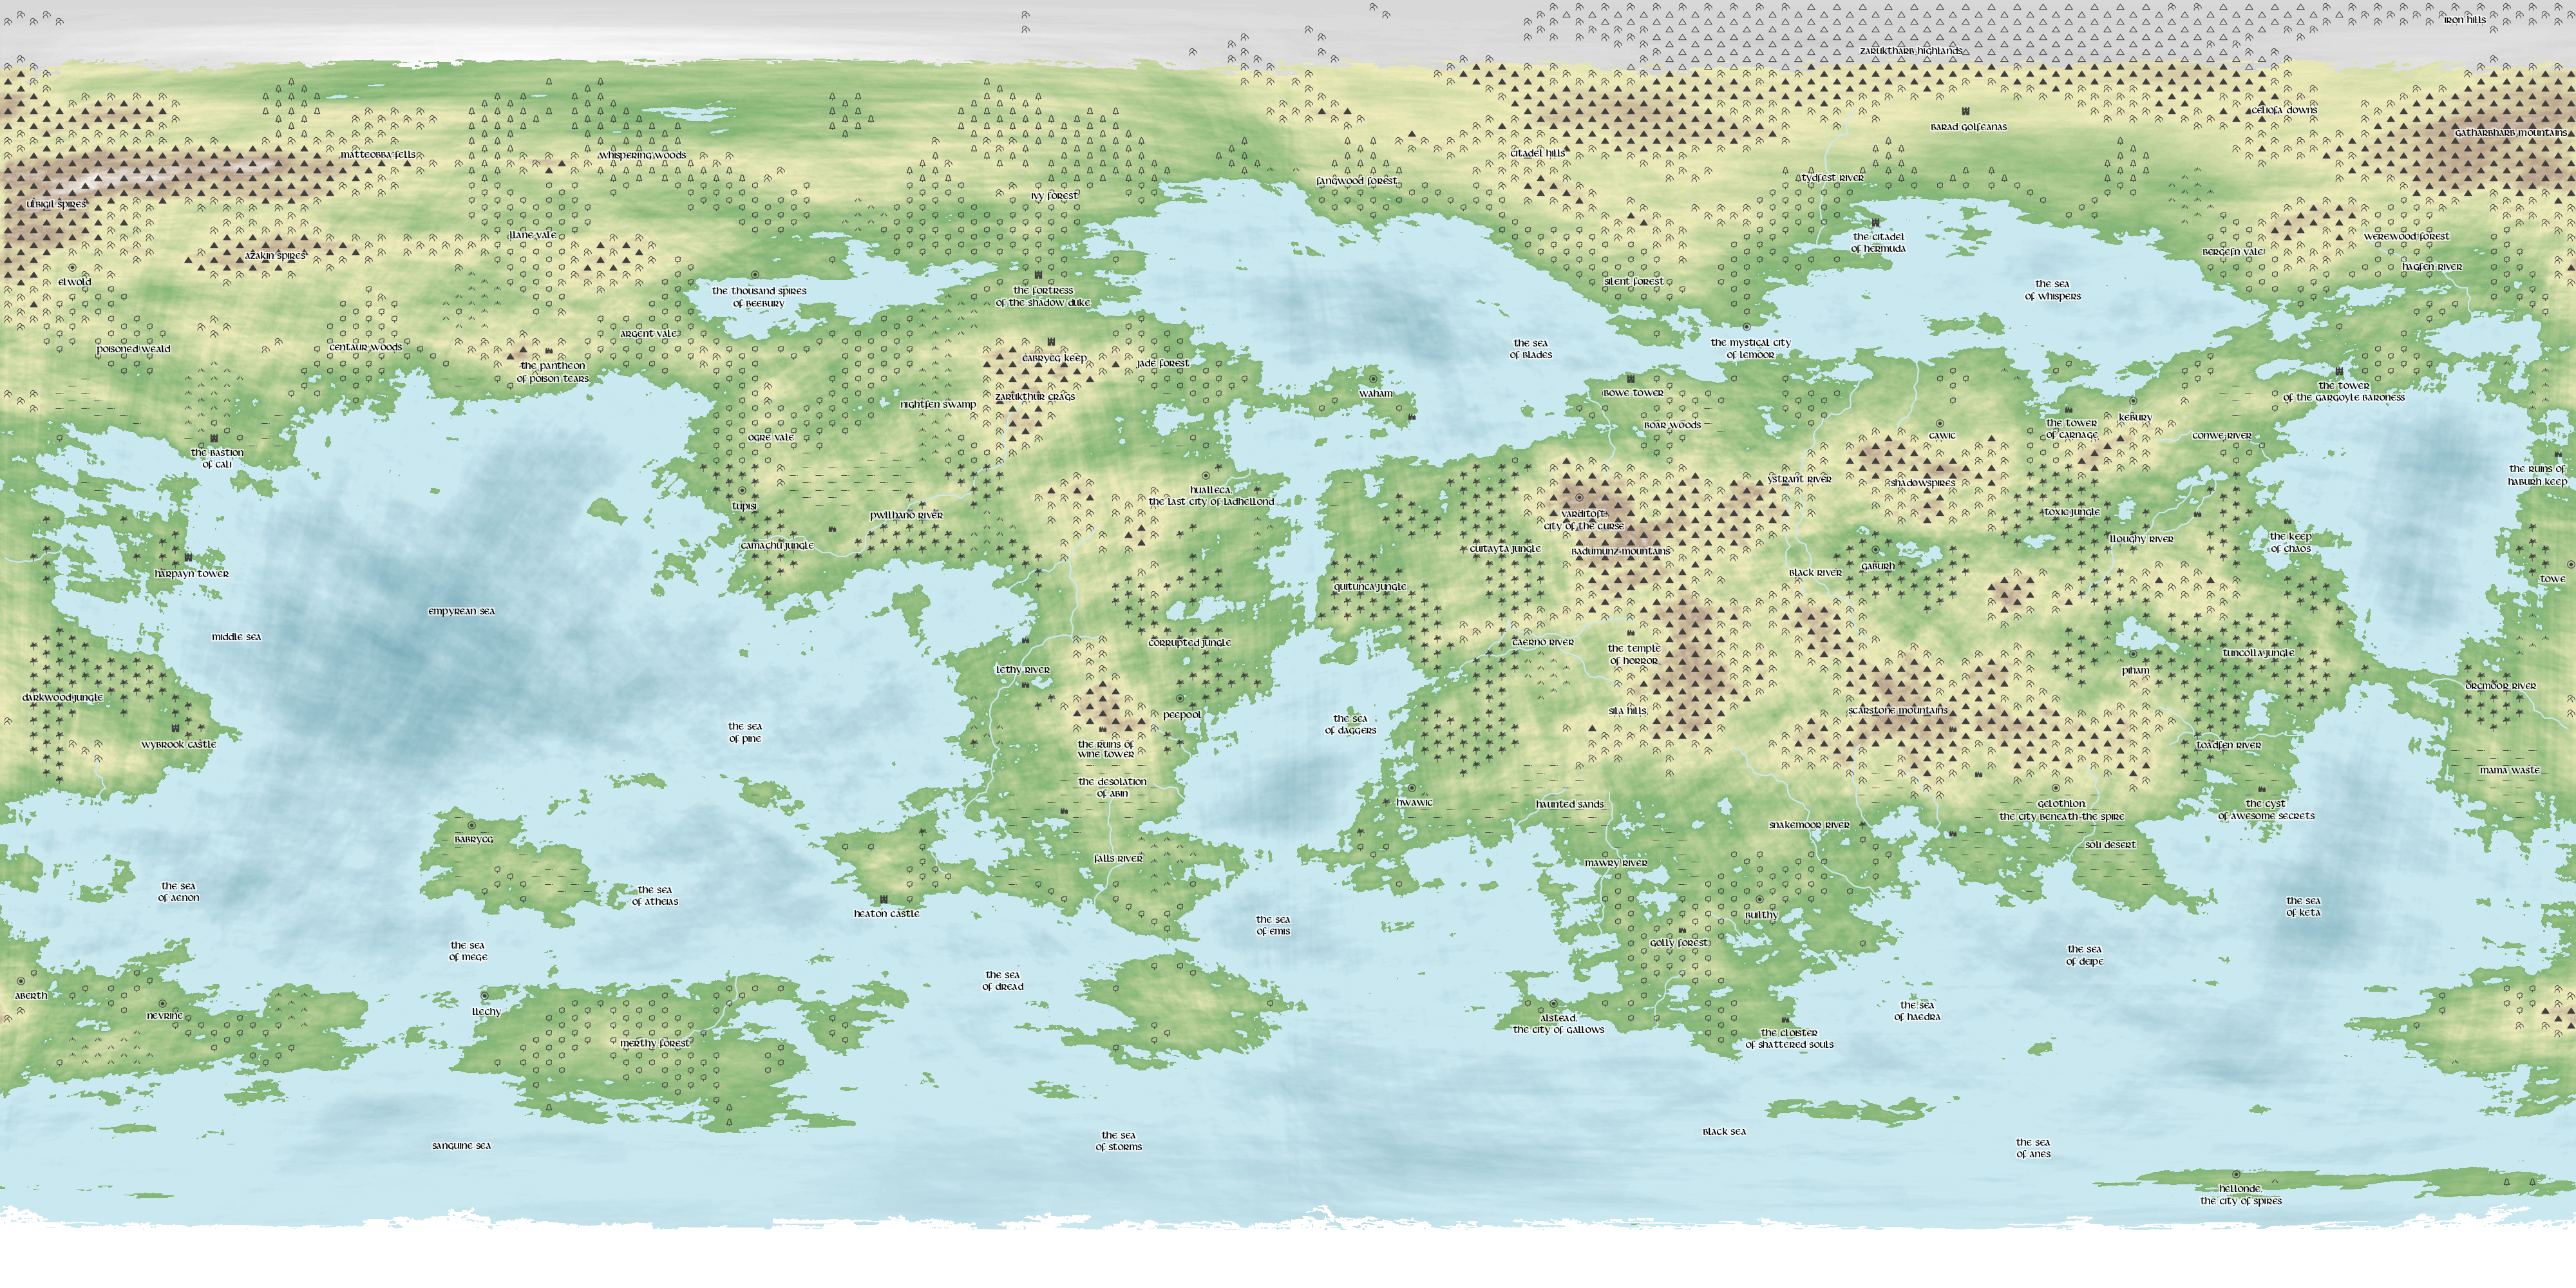 iron hills
zaruktharb highlands
celiofa downs
barad golfeanas
gatharbharb mountains
matteobba fells
whispering woods
citadel hills
fangwood forest
tydfest river
ivy forest
ulbigil spires
llane vale
the citadel
of hermuda
werewood forest
azakin spires
bergefn vale
hagfen river
elwold
silent forest
the thousand spires
of beebury
the fortress
of the shadow duke
the sea
of whispers
argent vale
poisoned weald
centaur woods
the sea
of blades
the mystical city
of lemoor
cabrycg keep
jade forest
the pantheon
of poison tears
zarukthur crags
waham
bowe tower
the tower
of the gargoyle baroness
nightfen swamp
boar woods
kebury
the tower
of carnage
ogre vale
cawic
conwe river
the bastion
of cali
the ruins of
haburh keep
ystrant river
shadowspires
hualleca,
the last city of ladhellond
tupisi
pwllhano river
varditoft,
city of the curse
toxic jungle
lloughy river
the keep
of chaos
camachu jungle
cuitayta jungle
badumunz mountains
gaburh
harpayn tower
black river
towe
quitunca jungle
empyrean sea
middle sea
corrupted jungle
caerno river
the temple
of horror
tuncolla jungle
lethy river
piham
orcmoor river
darkwood jungle
sila hills
scarstone mountains
peepool
the sea
of daggers
the sea
of pine
wybrook castle
the ruins of
wine tower
toadfen river
mama waste
the desolation
of abin
hwawic
haunted sands
gelothlon,
the city beneath the spire
the cyst
of awesome secrets
snakemoor river
babrycg
soli desert
falls river
mawry river
the sea
of aenon
the sea
of atheias
heaton castle
builthy
the sea
of keta
the sea
of emis
golly forest
the sea
of mege
the sea
of deipe
the sea
of dread
aberth
nevrine
llechy
the sea
of haedra
alstead,
the city of gallows
the cloister
of shattered souls
merthy forest
black sea
sanguine sea
the sea
of storms
the sea
of anes
hellonde,
the city of spires